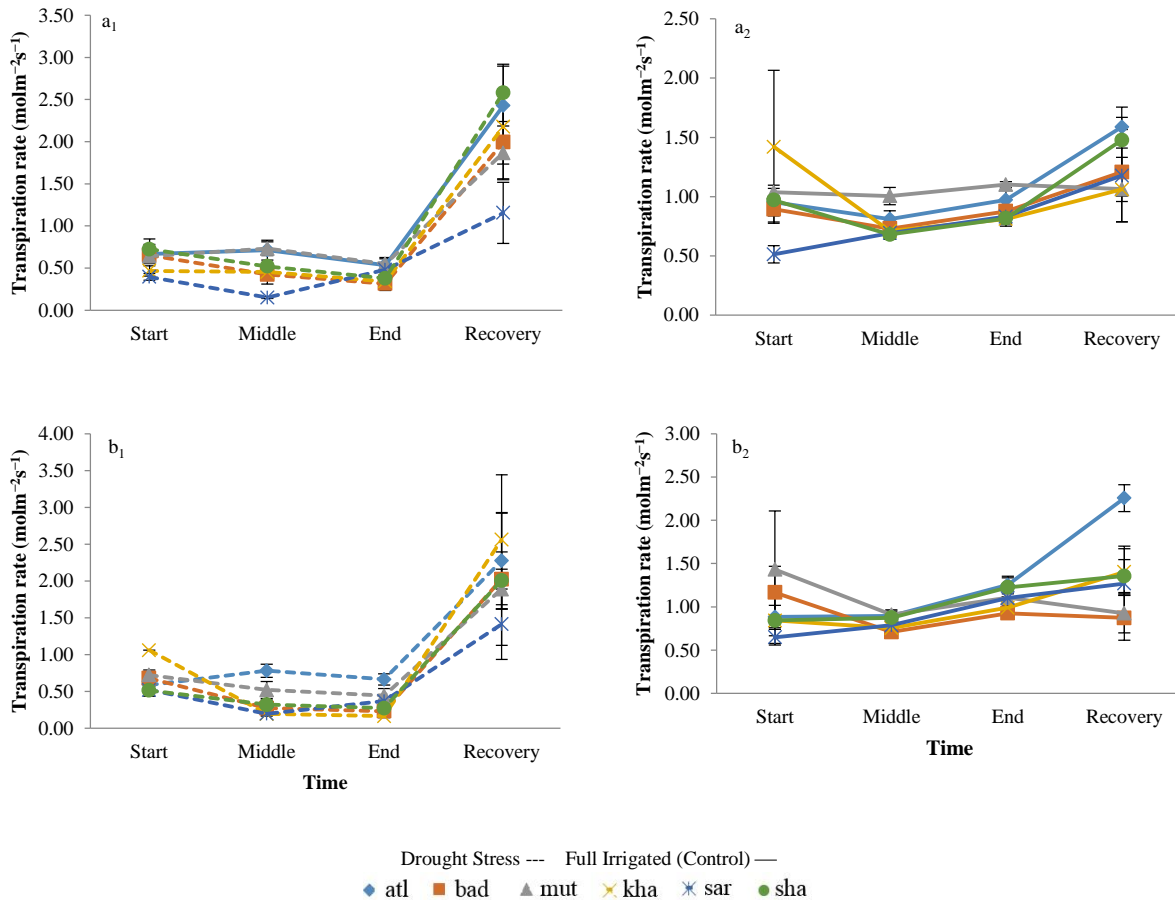 a₁
Transpiration rate (molm⁻²s⁻¹)
3.50
3.00
2.50
2.00
1.50
1.00
0.50
0.00
Start Middle End Recovery
a₂
Transpiration rate (molm⁻²s⁻¹)
2.50
2.00
1.50
1.00
0.50
0.00
Start Middle End Recovery
b₁
Transpiration rate (molm⁻²s⁻¹)
4.00
3.50
3.00
2.50
2.00
1.50
1.00
0.50
0.00
Start Middle End Recovery
Time
b₂
Transpiration rate (molm⁻²s⁻¹)
3.00
2.50
2.00
1.50
1.00
0.50
0.00
Start Middle End Recovery
Time
Drought Stress --- Full Irrigated (Control) —
atl bad mut kha sar sha